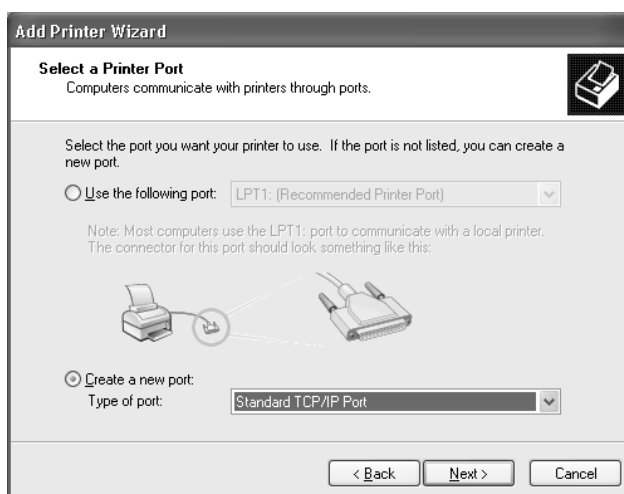 Add Printer Wizard
Select a Printer Port
Computers communicate with printers through ports.
Select the port you want your printer to use. If the port is not listed, you can create a
new port.
Use the following port: LPT1: (Recommended Printer Port)
Note: Most computers use the LPT1: port to communicate with a local printer.
The connector for this port should look something like this:
Create a new port:
Type of port: Standard TCP/IP Port
< Back Next > Cancel